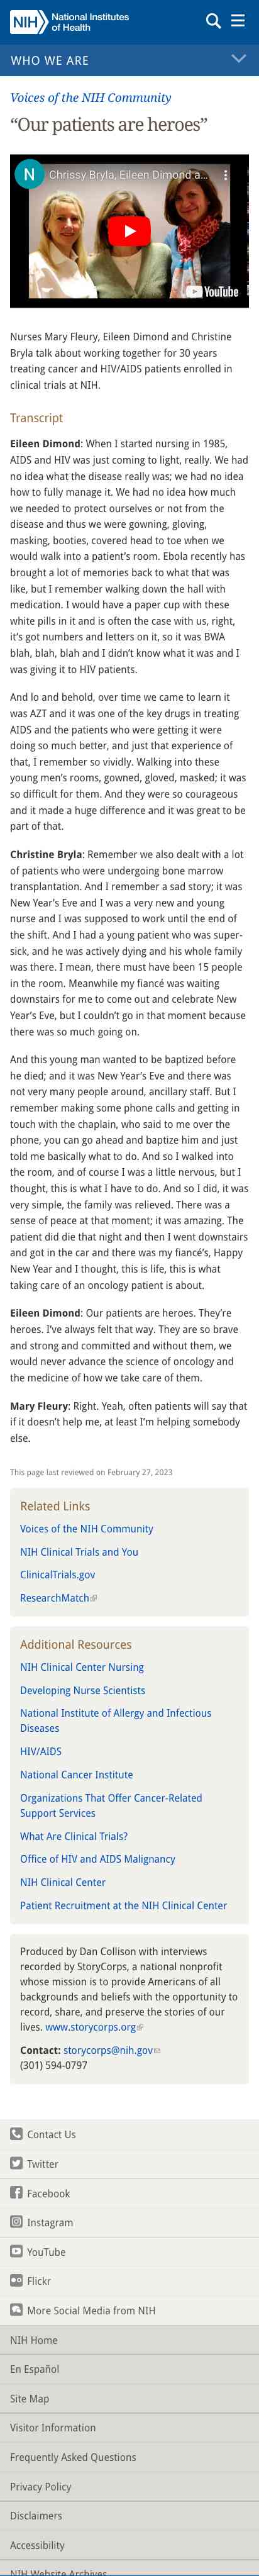 NIH National Institutes
of Health
WHO WE ARE
Voices of the NIH Community
“Our patients are heroes”
N Chrissy Bryla, Eileen Dimond a...
YouTube
Nurses Mary Fleury, Eileen Dimond and Christine
Bryla talk about working together for 30 years
treating cancer and HIV/AIDS patients enrolled in
clinical trials at NIH.
Transcript
Eileen Dimond: When I started nursing in 1985,
AIDS and HIV was just coming to light, really. We had
no idea what the disease really was; we had no idea
how to fully manage it. We had no idea how much
we needed to protect ourselves or not from the
disease and thus we were gowning, gloving,
masking, booties, covered head to toe when we
would walk into a patient’s room. Ebola recently has
brought a lot of memories back to what that was
like, but I remember walking down the hall with
medication. I would have a paper cup with these
white pills in it and is often the case with us, right,
it’s got numbers and letters on it, so it was BWA
blah, blah, blah and I didn’t know what it was and I
was giving it to HIV patients.
And lo and behold, over time we came to learn it
was AZT and it was one of the key drugs in treating
AIDS and the patients who were getting it were
doing so much better, and just that experience of
that, I remember so vividly. Walking into these
young men’s rooms, gowned, gloved, masked; it was
so difficult for them. And they were so courageous
and it made a huge difference and it was great to be
part of that.
Christine Bryla: Remember we also dealt with a lot
of patients who were undergoing bone marrow
transplantation. And I remember a sad story; it was
New Year’s Eve and I was a very new and young
nurse and I was supposed to work until the end of
the shift. And I had a young patient who was super-
sick, and he was actively dying and his whole family
was there. I mean, there must have been 15 people
in the room. Meanwhile my fiancé was waiting
downstairs for me to come out and celebrate New
Year’s Eve, but I couldn’t go in that moment because
there was so much going on.
And this young man wanted to be baptized before
he died; and it was New Year’s Eve and there was
not very many people around, ancillary staff. But I
remember making some phone calls and getting in
touch with the chaplain, who said to me over the
phone, you can go ahead and baptize him and just
told me basically what to do. And so I walked into
the room, and of course I was a little nervous, but I
thought, this is what I have to do. And so I did, it was
very simple, the family was relieved. There was a
sense of peace at that moment; it was amazing. The
patient did die that night and then I went downstairs
and got in the car and there was my fiancé’s, Happy
New Year and I thought, this is life, this is what
taking care of an oncology patient is about.
Eileen Dimond: Our patients are heroes. They’re
heroes. I’ve always felt that way. They are so brave
and strong and committed and without them, we
would never advance the science of oncology and
the medicine of how we take care of them.
Mary Fleury: Right. Yeah, often patients will say that
if it doesn’t help me, at least I’m helping somebody
else.
This page last reviewed on February 27, 2023
Related Links
Voices of the NIH Community
NIH Clinical Trials and You
ClinicalTrials.gov
ResearchMatch
Additional Resources
NIH Clinical Center Nursing
Developing Nurse Scientists
National Institute of Allergy and Infectious
Diseases
HIV/AIDS
National Cancer Institute
Organizations That Offer Cancer-Related
Support Services
What Are Clinical Trials?
Office of HIV and AIDS Malignancy
NIH Clinical Center
Patient Recruitment at the NIH Clinical Center
Produced by Dan Collison with interviews
recorded by StoryCorps, a national nonprofit
whose mission is to provide Americans of all
backgrounds and beliefs with the opportunity to
record, share, and preserve the stories of our
lives. www.storycorps.org
Contact: storycorps@nih.gov
(301) 594-0797
Contact Us
Twitter
Facebook
Instagram
YouTube
Flickr
More Social Media from NIH
NIH Home
En Español
Site Map
Visitor Information
Frequently Asked Questions
Privacy Policy
Disclaimers
Accessibility
NIH Website Archives